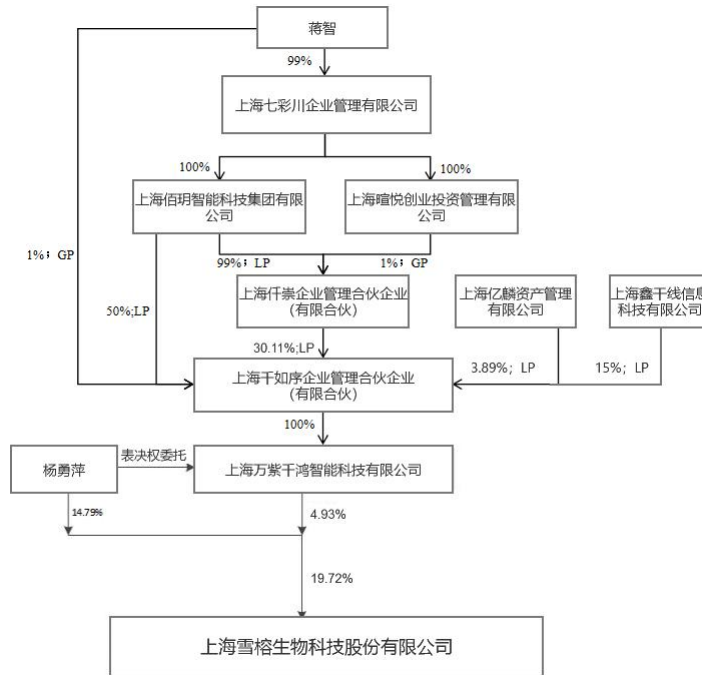 蒋智
99%
上海七彩川企业管理有限公司
100%
100%
上海佰玥智能科技集团有限
公司
上海暄悦创业投资管理有限
公司
1%；GP
99%；LP
1%；GP
上海仟崇企业管理合伙企业
（有限合伙）
上海亿麟资产管理
有限公司
上海鑫干线信息
科技有限公司
50%;LP
30.11%;LP
3.89%；LP
15%；LP
上海千如序企业管理合伙企业
（有限合伙）
100%
杨勇萍
表决权委托
上海万紫千鸿智能科技有限公司
14.79%
4.93%
19.72%
上海雪榕生物科技股份有限公司